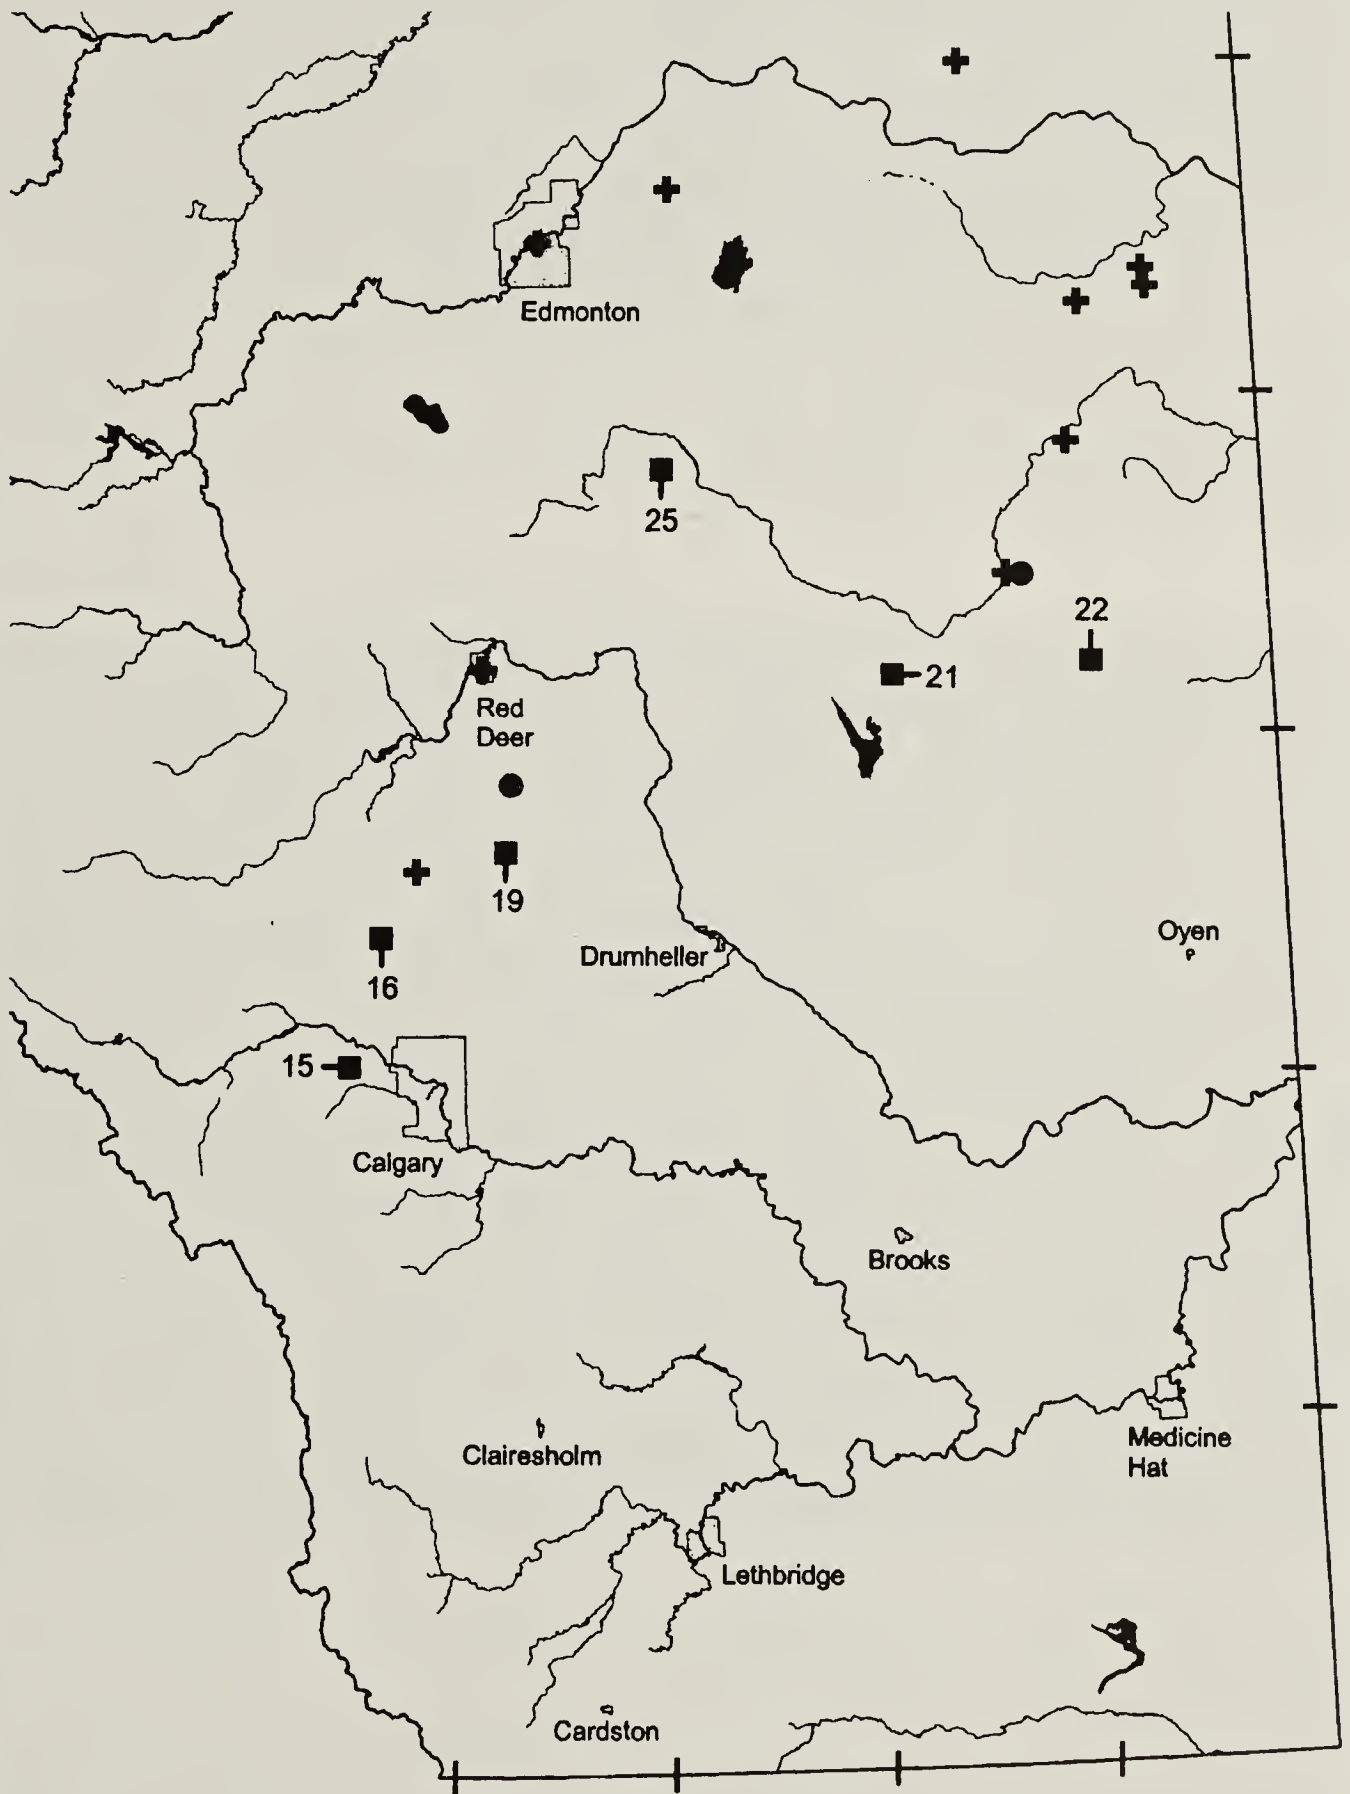 Edmonton
25
22
21
Red
Deer
19
Drumheller
Oyen
16
15
Calgary
Brooks
Clairesholm
Medicine
Hat
Lethbridge
Cardston